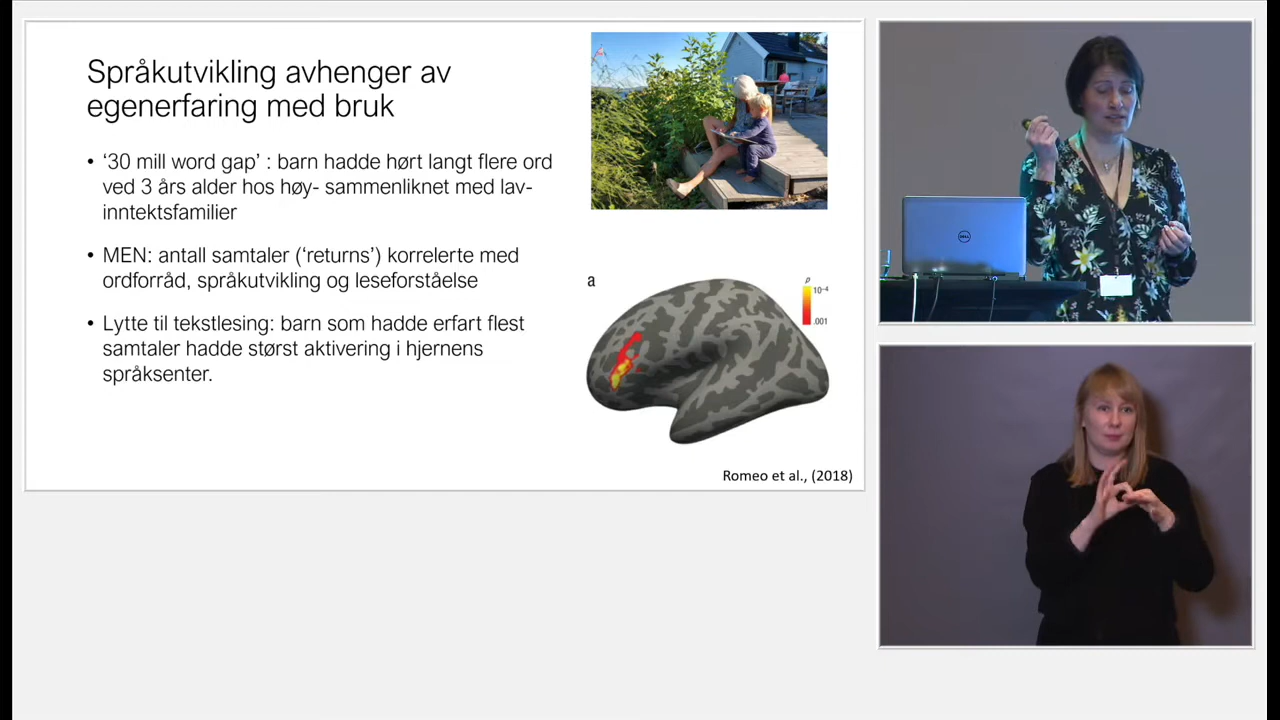 Språkutvikling avhenger av
egenerfaring med bruk
• ‘30 mill word gap’ : barn hadde hørt langt flere ord
ved 3 års alder hos høy- sammenliknet med lav-
inntektsfamilier
• MEN: antall samtaler (‘returns’) korrelerte med
ordforråd, språkutvikling og leseforståelse
• Lytte til tekstlesing: barn som hadde erfart flest
samtaler hadde størst aktivering i hjernens
språksenter.
a
p
10⁻⁴
.001
Romeo et al., (2018)
DELL